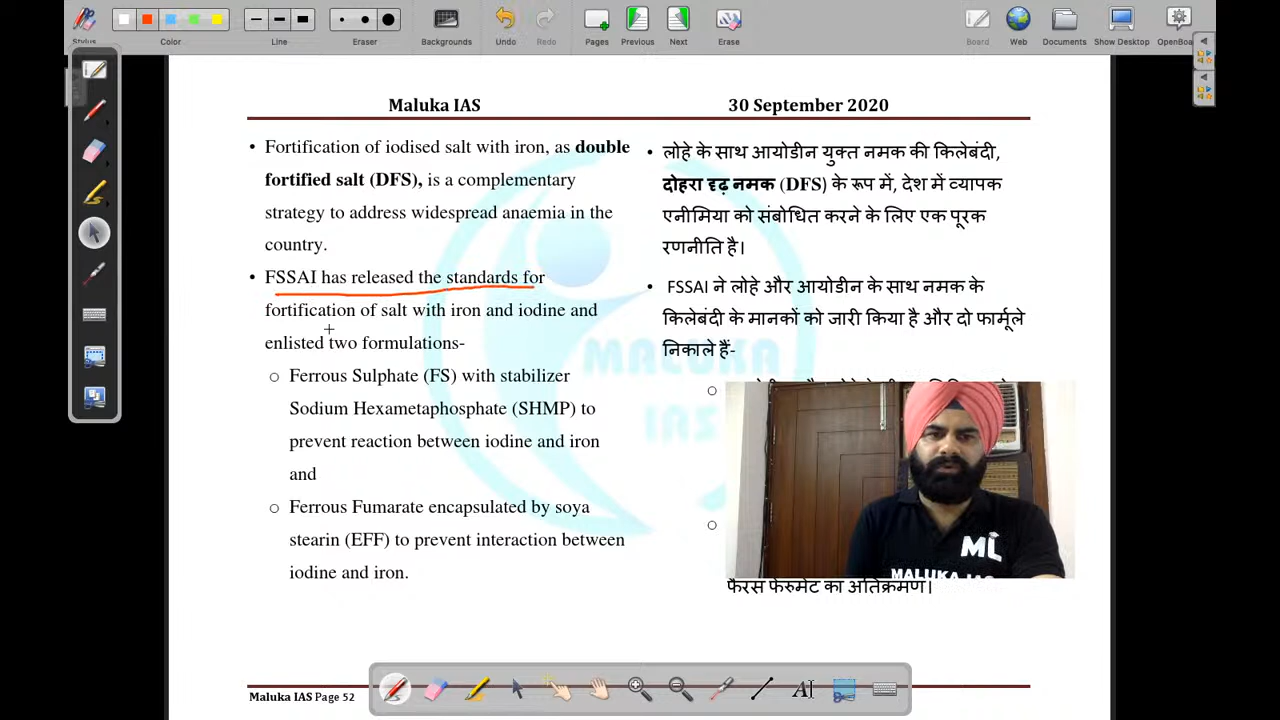 Stylus
Color
Line
Eraser
Backgrounds
Undo
Redo
Pages
Previous
Next
Erase
Board
Web
Documents
Show Desktop
OpenBoa
Maluka IAS
30 September 2020
• Fortification of iodised salt with iron, as double
fortified salt (DFS), is a complementary
strategy to address widespread anaemia in the
country.
• FSSAI has released the standards for
fortification of salt with iron and iodine and
enlisted two formulations-
o Ferrous Sulphate (FS) with stabilizer
Sodium Hexametaphosphate (SHMP) to
prevent reaction between iodine and iron
and
o Ferrous Fumarate encapsulated by soya
stearin (EFF) to prevent interaction between
iodine and iron.
• लोहे के साथ आयोडीन युक्त नमक की किलेबंदी,
दोहरा दृढ़ नमक (DFS) के रूप में, देश में व्यापक
एनीमिया को संबोधित करने के लिए एक पूरक
रणनीति है।
• FSSAI ने लोहे और आयोडीन के साथ नमक के
किलेबंदी के मानकों को जारी किया है और दो फार्मूले
निकाले हैं-
o
o
फैरस फेरुमेट का अतिक्रमण।
MALUKA
IAS
ML
MALUKA IAS
Maluka IAS Page 52